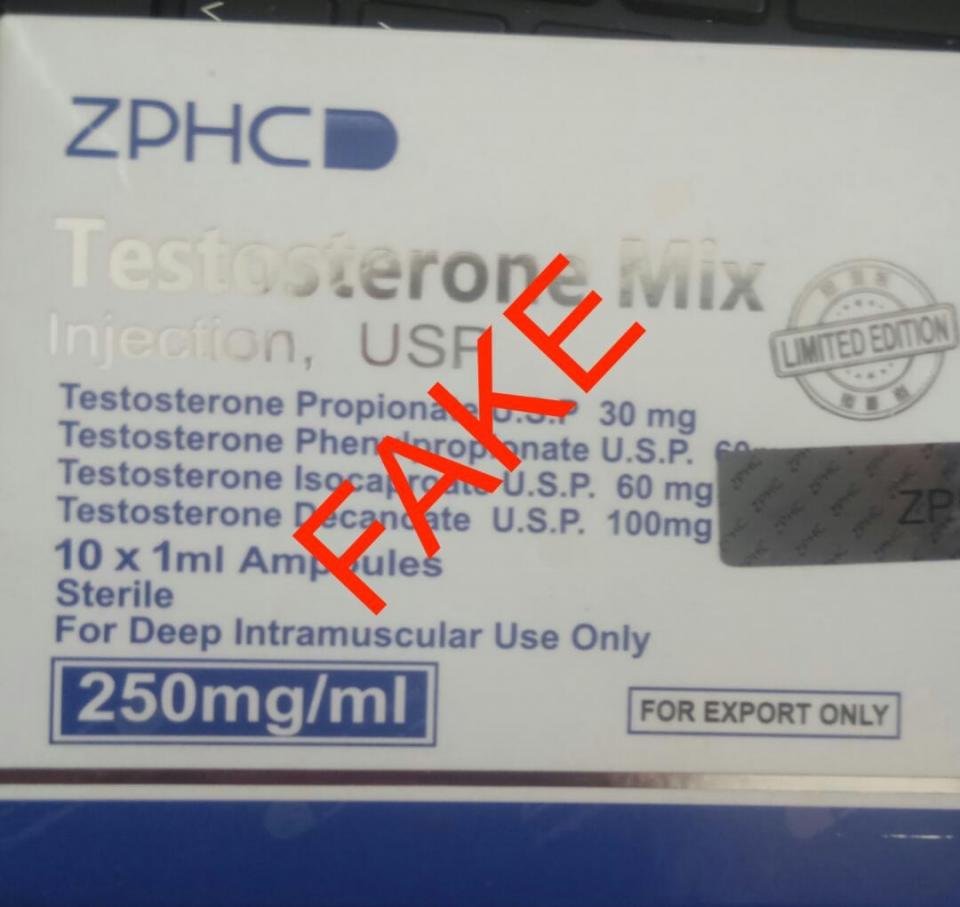 ZPHC
Testosterone Mix
Injection, USP
LIMITED EDITION
Testosterone Propionate U.S.P 30 mg
Testosterone Phenylpropionate U.S.P.
Testosterone Isocaproate U.S.P. 60 mg
Testosterone Decanoate U.S.P. 100mg
ZP
10 x 1ml Ampoules
Sterile
For Deep Intramuscular Use Only
250mg/ml
FOR EXPORT ONLY
FAKE